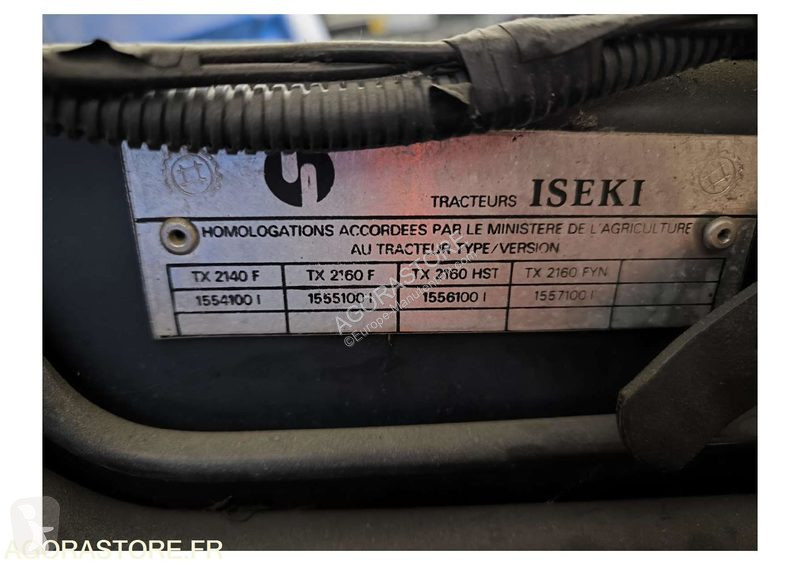 TRACTEURS ISEKI
HOMOLOGATIONS ACCORDEES PAR LE MINISTERE DE L'AGRICULTURE
AU TRACTEUR TYPE/VERSION
TX 2140 F TX 2160 F TX 2160 HST TX 2160 FYN
1554100 I 1555100 I 1556100 I 1557100 I
AGORASTORE
AGORASTORE.FR